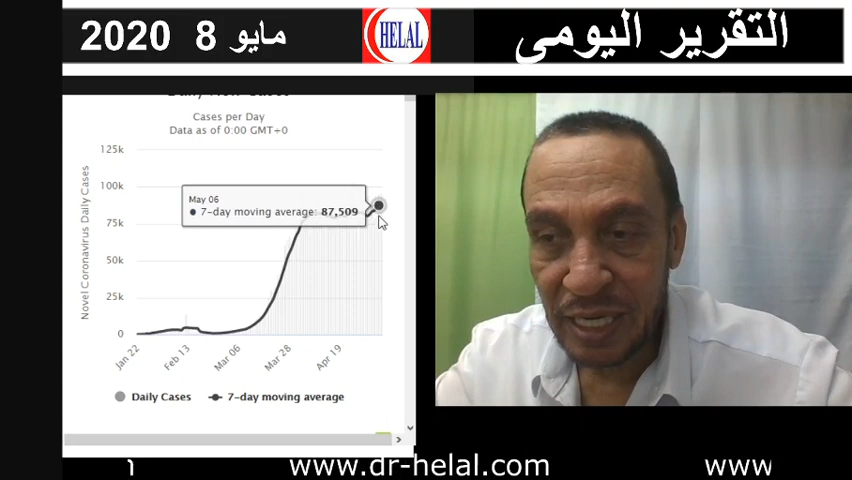 التقرير اليومى
HELAL
مايو 8 2020
Cases per Day
Data as of 0:00 GMT+0
Novel Coronavirus Daily Cases
125k
100k
75k
50k
25k
0
May 06
7-day moving average: 87,509
Jan 22
Feb 13
Mar 06
Mar 28
Apr 19
Daily Cases
7-day moving average
www.dr-helal.com
www